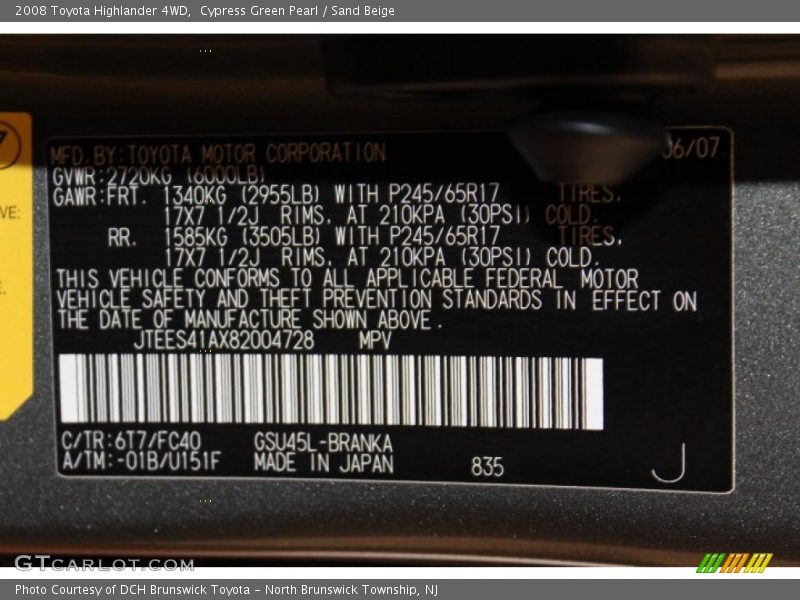 2008 Toyota Highlander 4WD,  Cypress Green Pearl / Sand Beige
MFD.BY:TOYOTA MOTOR CORPORATION 06/07
GVWR:2720KG (6000LB)
GAWR:FRT. 1340KG (2955LB) WITH P245/65R17 TIRES,
17X7 1/2J RIMS, AT 210KPA (30PSI) COLD.
RR. 1585KG (3505LB) WITH P245/65R17 TIRES,
17X7 1/2J RIMS, AT 210KPA (30PSI) COLD.
THIS VEHICLE CONFORMS TO ALL APPLICABLE FEDERAL MOTOR
VEHICLE SAFETY AND THEFT PREVENTION STANDARDS IN EFFECT ON
THE DATE OF MANUFACTURE SHOWN ABOVE.
JTEES41AX82004728 MPV
C/TR:6T7/FC40 GSU45L-BRANKA
A/TM:-01B/U151F MADE IN JAPAN 835 J
VE:
GTcarlot.com
Photo Courtesy of DCH Brunswick Toyota - North Brunswick Township, NJ